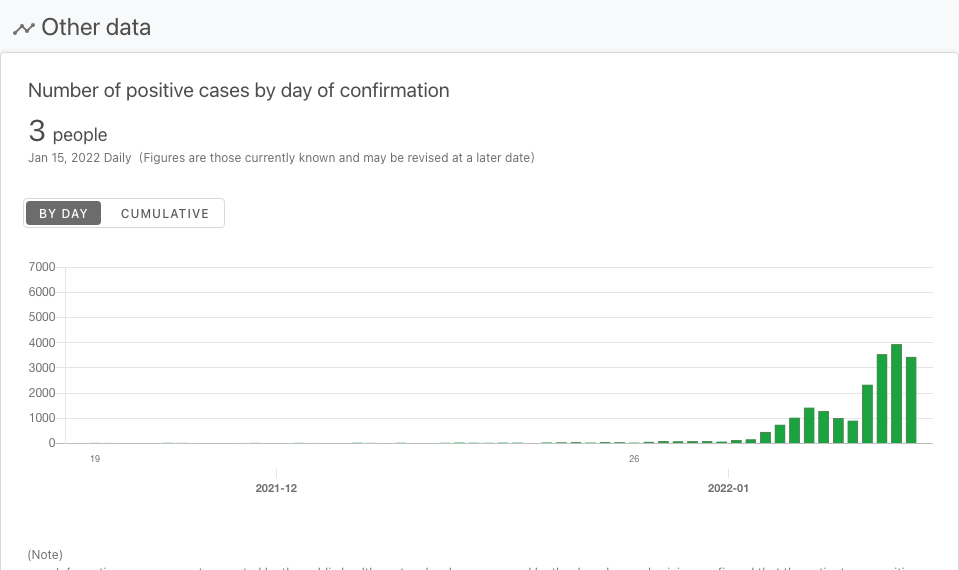 Other data
Number of positive cases by day of confirmation
3 people
Jan 15, 2022 Daily (Figures are those currently known and may be revised at a later date)
BY DAY CUMULATIVE
7000
6000
5000
4000
3000
2000
1000
0
19 26
2021-12 2022-01
(Note)